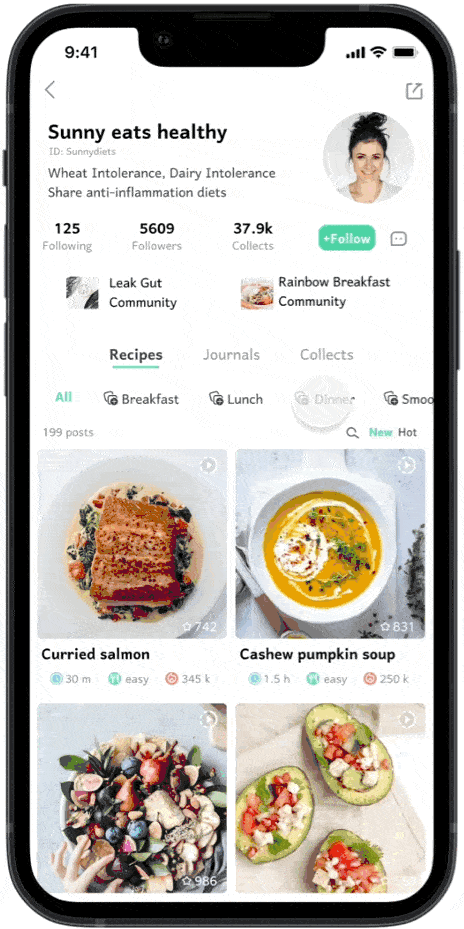 9:41
Sunny eats healthy
ID: Sunnydiets
Wheat Intolerance, Dairy Intolerance
Share anti-inflammation diets
125 5609 37.9k
Following Followers Collects
+Follow
Leak Gut
Community
Rainbow Breakfast
Community
Recipes Journals Collects
All Breakfast Lunch Dinner Smoo
199 posts New Hot
742 831
Curried salmon Cashew pumpkin soup
30 m easy 345 k 1.5 h easy 250 k
986